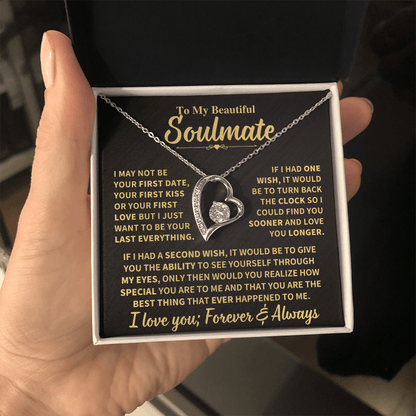 To My Beautiful
Soulmate
I MAY NOT BE
YOUR FIRST DATE,
YOUR FIRST KISS
OR YOUR FIRST
LOVE BUT I JUST
WANT TO BE YOUR
LAST EVERYTHING.
IF I HAD ONE
WISH, IT WOULD
BE TO TURN BACK
THE CLOCK SO I
COULD FIND YOU
SOONER AND LOVE
YOU LONGER.
IF I HAD A SECOND WISH, IT WOULD BE TO GIVE
YOU THE ABILITY TO SEE YOURSELF THROUGH
MY EYES, ONLY THEN WOULD YOU REALIZE HOW
SPECIAL YOU ARE TO ME AND THAT YOU ARE THE
BEST THING THAT EVER HAPPENED TO ME.
I love you; Forever & Always